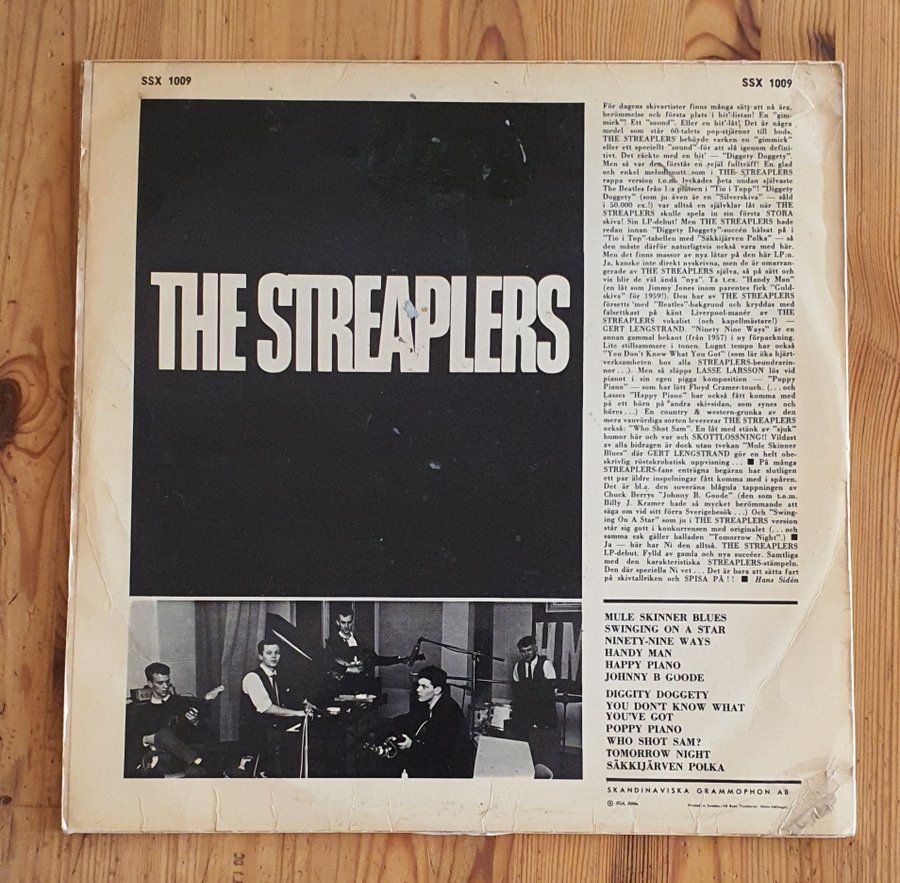 SSX 1009
SSX 1009
THE STREAPLERS
För dagens skivartister finns många sätt att nå ära,
berömmelse och första plats i hit'-listan! En "gim-
mick"! Ett "sound". Eller en hit'-låt! Det är några
medel som står 60-talets pop-stjärnor till buds.
THE STREAPLERS behöyde varken en "gimmick"
eller ett speciellt "sound" för att slå igenom defini-
tivt. Det räckte med en hit' — "Diggety Doggety".
Men så var den förstås en rejäl fullträff! En glad
och enkel melodisnutt som i THE STREAPLERS
rappa version t.o.m. lyckades peta undan självaste
The Beatles från 1:a platsen i "Tio i Topp"! "Diggety
Doggety" (som ju även är en "Silverskiva" — såld
i 50.000 ex.!) var alltså en självklar låt när THE
STREAPLERS skulle spela in sin första STORA
skiva! Sin LP-debut! Men THE STREAPLERS hade
redan innan "Diggety Doggety"-succén hälsat på i
"Tio i Top"-tabellen med "Säkkijärven Polka" — så
den måste därför naturligtvis också vara med här.
Men det finns massor av nya låtar på den här LP:n.
Ja, kanske inte direkt nyskrivna, men de är omarran-
gerade av THE STREAPLERS själva, så på sätt och
vis blir de väl ändå "nya". Ta t.ex. "Handy Man"
(en låt som Jimmy Jones inom parentes fick "Guld-
skiva" för 1959!). Den har av THE STREAPLERS
försetts med "Beatles"-bakgrund och kryddas med
falsettkast på känt Liverpool-manér av THE
STREAPLERS vokalist (och kapellmästare!) —
GERT LENGSTRAND. "Ninety Nine Ways" är en
annan gammal bekant (från 1957) i ny förpackning.
Lite stillsammare i tonen. Lugnt tempo har också
"You Don't Know What You Got" (som lär öka hjärt-
verksamheten hos alla STREAPLERS-beundrarin-
nor...). Men så släpps LASSE LARSSON lös vid
pianot i sin egen pigga komposition — "Poppy
Piano" — som har lätt Floyd Cramer-touch. (... och
Lasses "Happy Piano" har också fått komma med
på ett hörn på andra skivsidan, som synes och
höres...) En country & western-grunka av den
mera vanvördiga sorten levererar THE STREAPLERS
också: "Who Shot Sam". En låt med stänk av "sjuk"
humor här och var och SKOTTLOSSNING!! Vildast
av alla bidragen är dock utan tvekan "Mule Skinner
Blues" där GERT LENGSTRAND gör en helt obe-
skrivlig röstakrobatisk uppvisning... ■ På många
STREAPLERS-fans enträgna begäran har slutligen
ett par äldre inspelningar fått komma med i spåren.
Det är bl.a. den suveräna blågula tappningen av
Chuck Berrys "Johnny B. Goode" (den som t.o.m.
Billy J. Kramer hade så mycket berömmande att
säga om vid sitt förra Sverigebesök...) Och "Swing-
ing On A Star" som ju i THE STREAPLERS version
står sig gott i konkurrensen med originalet (... och
samma sak gäller balladen "Tomorrow Night".) ■
Ja — här har Ni den alltså, THE STREAPLERS
LP-debut. Fylld av gamla och nya succéer. Samtliga
med den karakteristiska STREAPLERS-stämpeln.
Den där speciella Ni vet... Det är bara att sätta fart
på skivtallriken och SPISA PÅ!! ■ Hans Sidén
MULE SKINNER BLUES
SWINGING ON A STAR
NINETY-NINE WAYS
HANDY MAN
HAPPY PIANO
JOHNNY B GOODE
DIGGITY DOGGETY
YOU DON'T KNOW WHAT
YOU'VE GOT
POPPY PIANO
WHO SHOT SAM?
TOMORROW NIGHT
SÄKKIJÄRVEN POLKA
SKANDINAVISKA GRAMMOPHON AB
Printed in Sweden